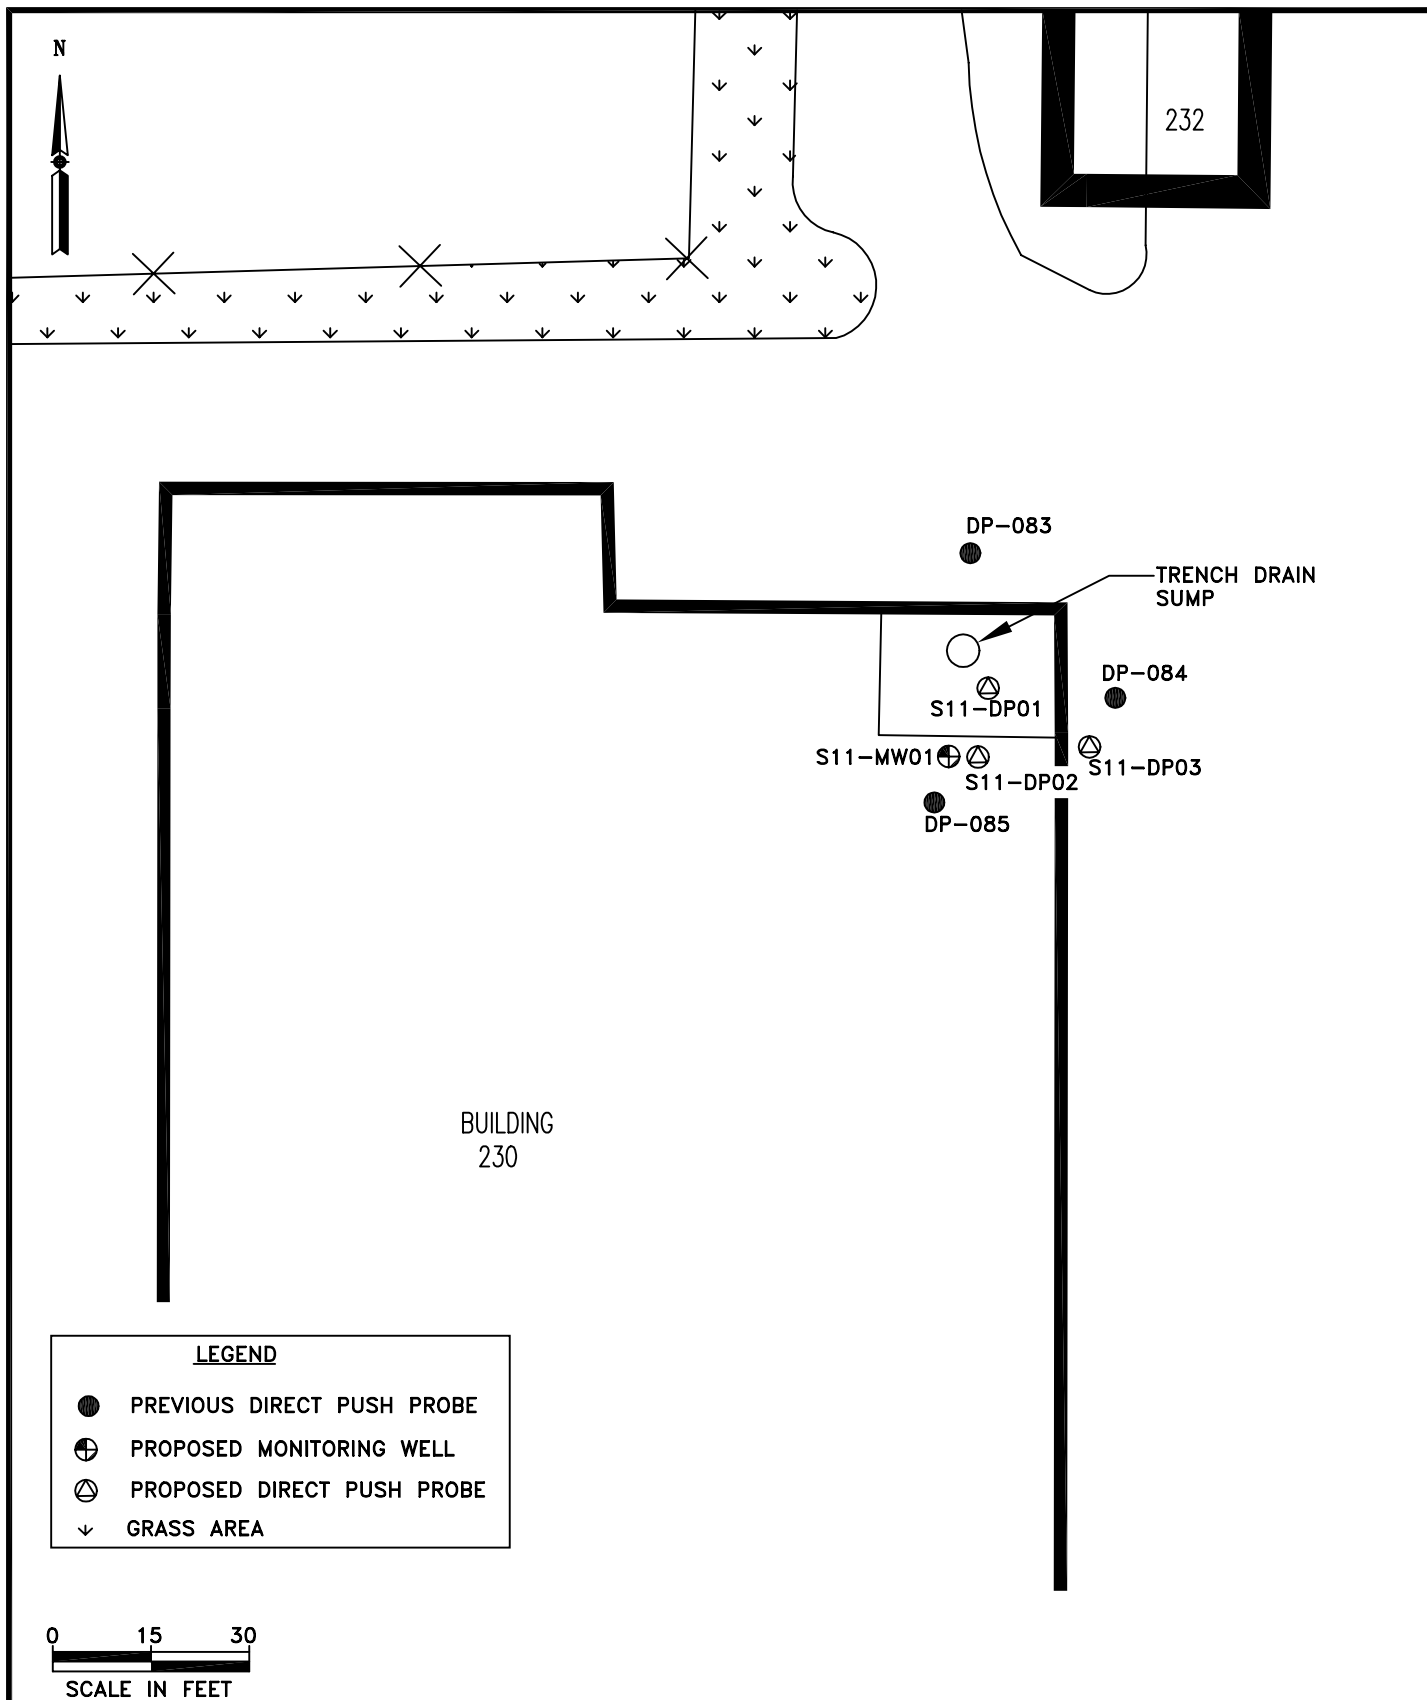 N
232
DP-083
TRENCH DRAIN
SUMP
DP-084
S11-DP01
S11-MW01
S11-DP02
S11-DP03
DP-085
BUILDING
230
LEGEND
PREVIOUS DIRECT PUSH PROBE
PROPOSED MONITORING WELL
PROPOSED DIRECT PUSH PROBE
GRASS AREA
0 15 30
SCALE IN FEET